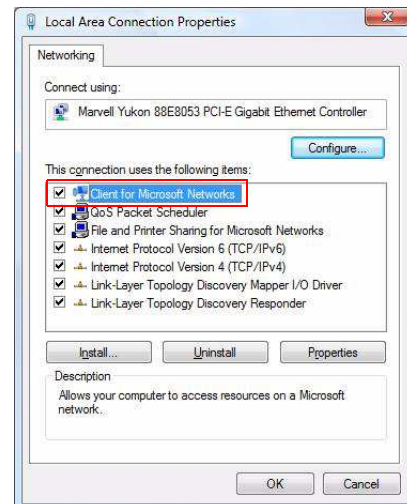 Local Area Connection Properties
Networking
Connect using:
Marvell Yukon 88E8053 PCI-E Gigabit Ethernet Controller
Configure...
This connection uses the following items:
Client for Microsoft Networks
QoS Packet Scheduler
File and Printer Sharing for Microsoft Networks
Internet Protocol Version 6 (TCP/IPv6)
Internet Protocol Version 4 (TCP/IPv4)
Link-Layer Topology Discovery Mapper I/O Driver
Link-Layer Topology Discovery Responder
Install...
Uninstall
Properties
Description
Allows your computer to access resources on a Microsoft
network.
OK
Cancel